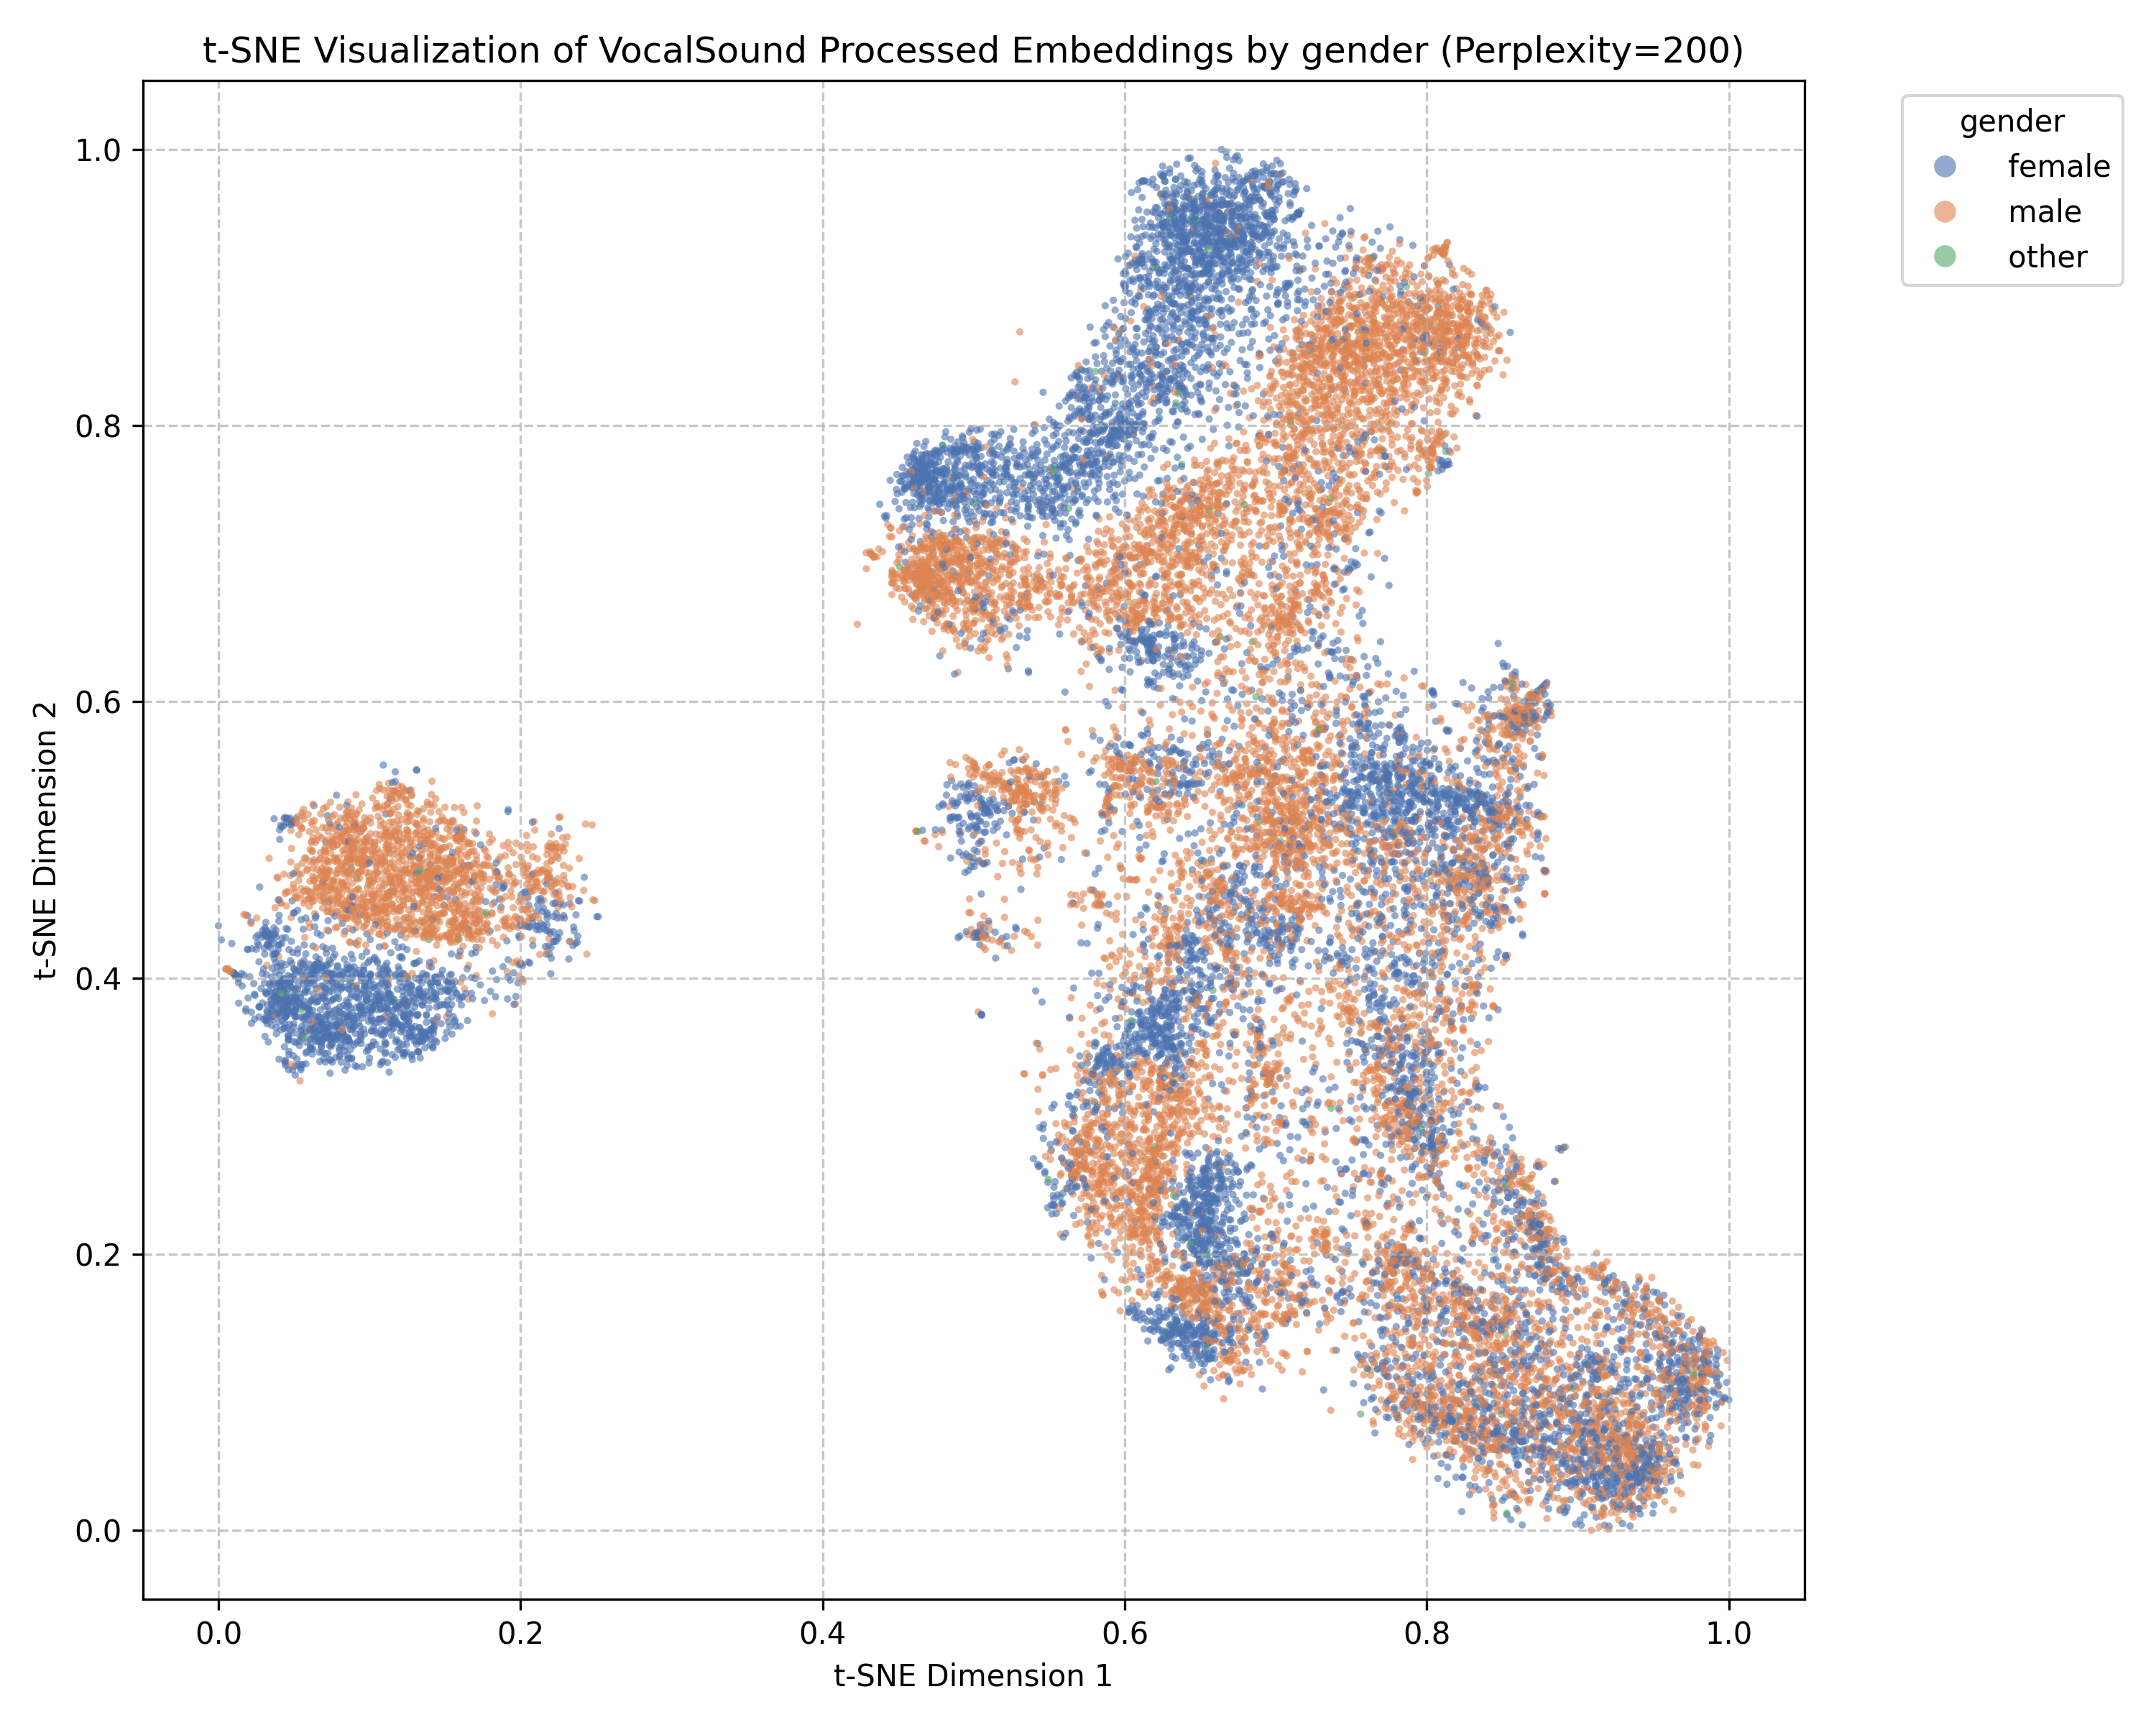 t-SNE Visualization of VocalSound Processed Embeddings by gender (Perplexity=200)
gender
female
male
other
1.0
0.8
0.6
0.4
0.2
0.0
t-SNE Dimension 2
0.0 0.2 0.4 0.6 0.8 1.0
t-SNE Dimension 1